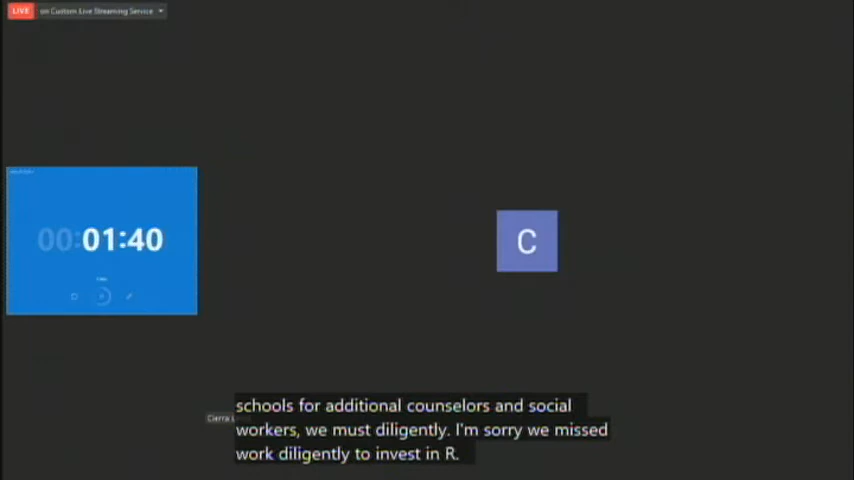 LIVE on Custom Live Streaming Service
00:01:40
C
Cierra
schools for additional counselors and social
workers, we must diligently. I'm sorry we missed
work diligently to invest in R.